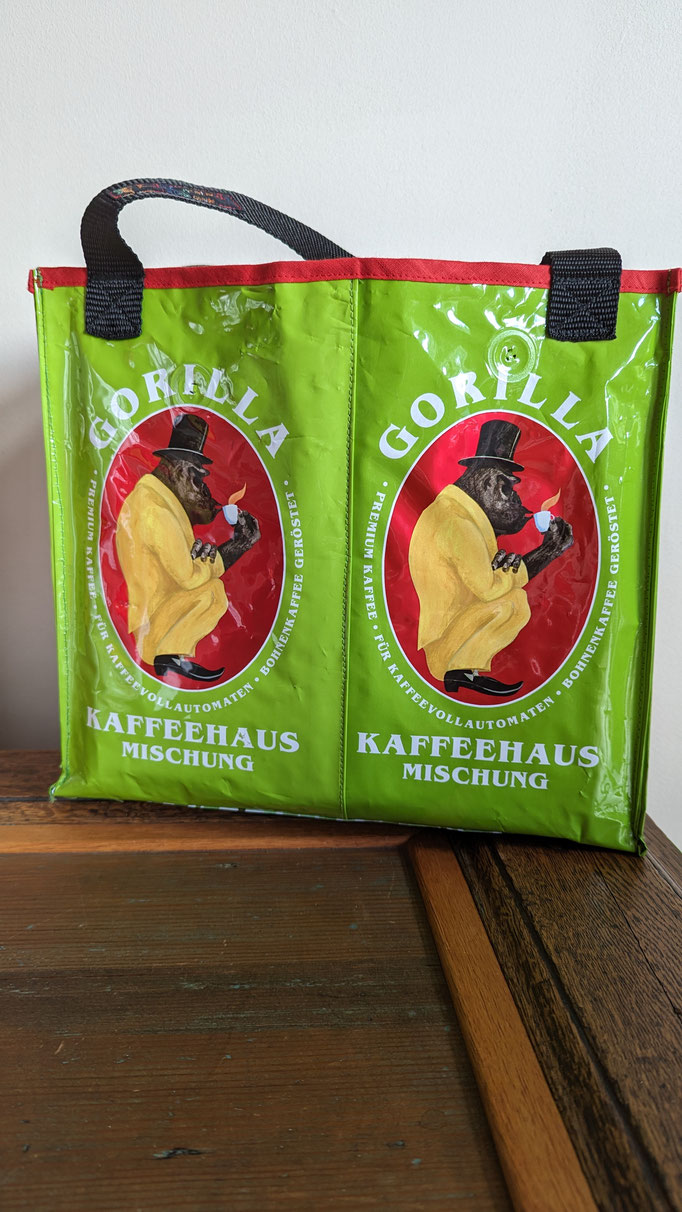 GORILLA
• PREMIUM KAFFEE • FÜR KAFFEEVOLLAUTOMATEN • BOHNENKAFFEE GERÖSTET •
KAFFEEHAUS
MISCHUNG
GORILLA
• PREMIUM KAFFEE • FÜR KAFFEEVOLLAUTOMATEN • BOHNENKAFFEE GERÖSTET •
KAFFEEHAUS
MISCHUNG